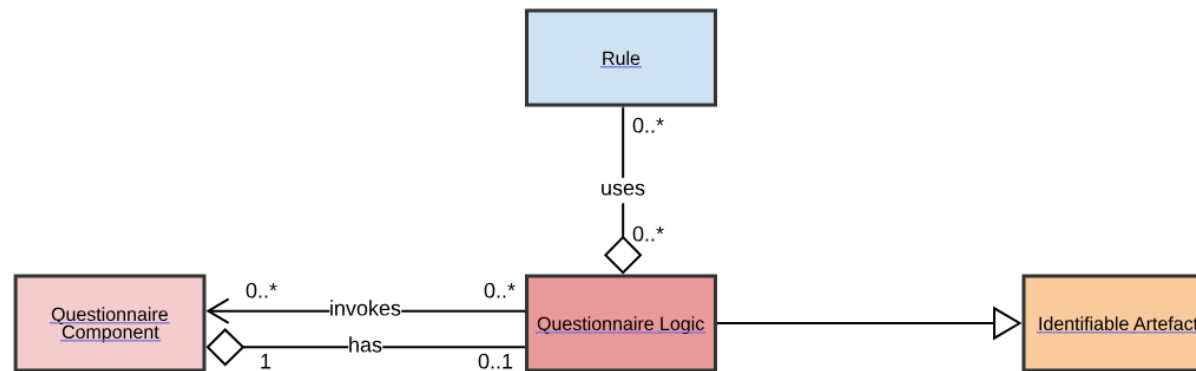 Rule
0..*
uses
0..*
0..*
invokes
0..*
Questionnaire
Component
Questionnaire Logic
Identifiable Artefact
has
1
0..1